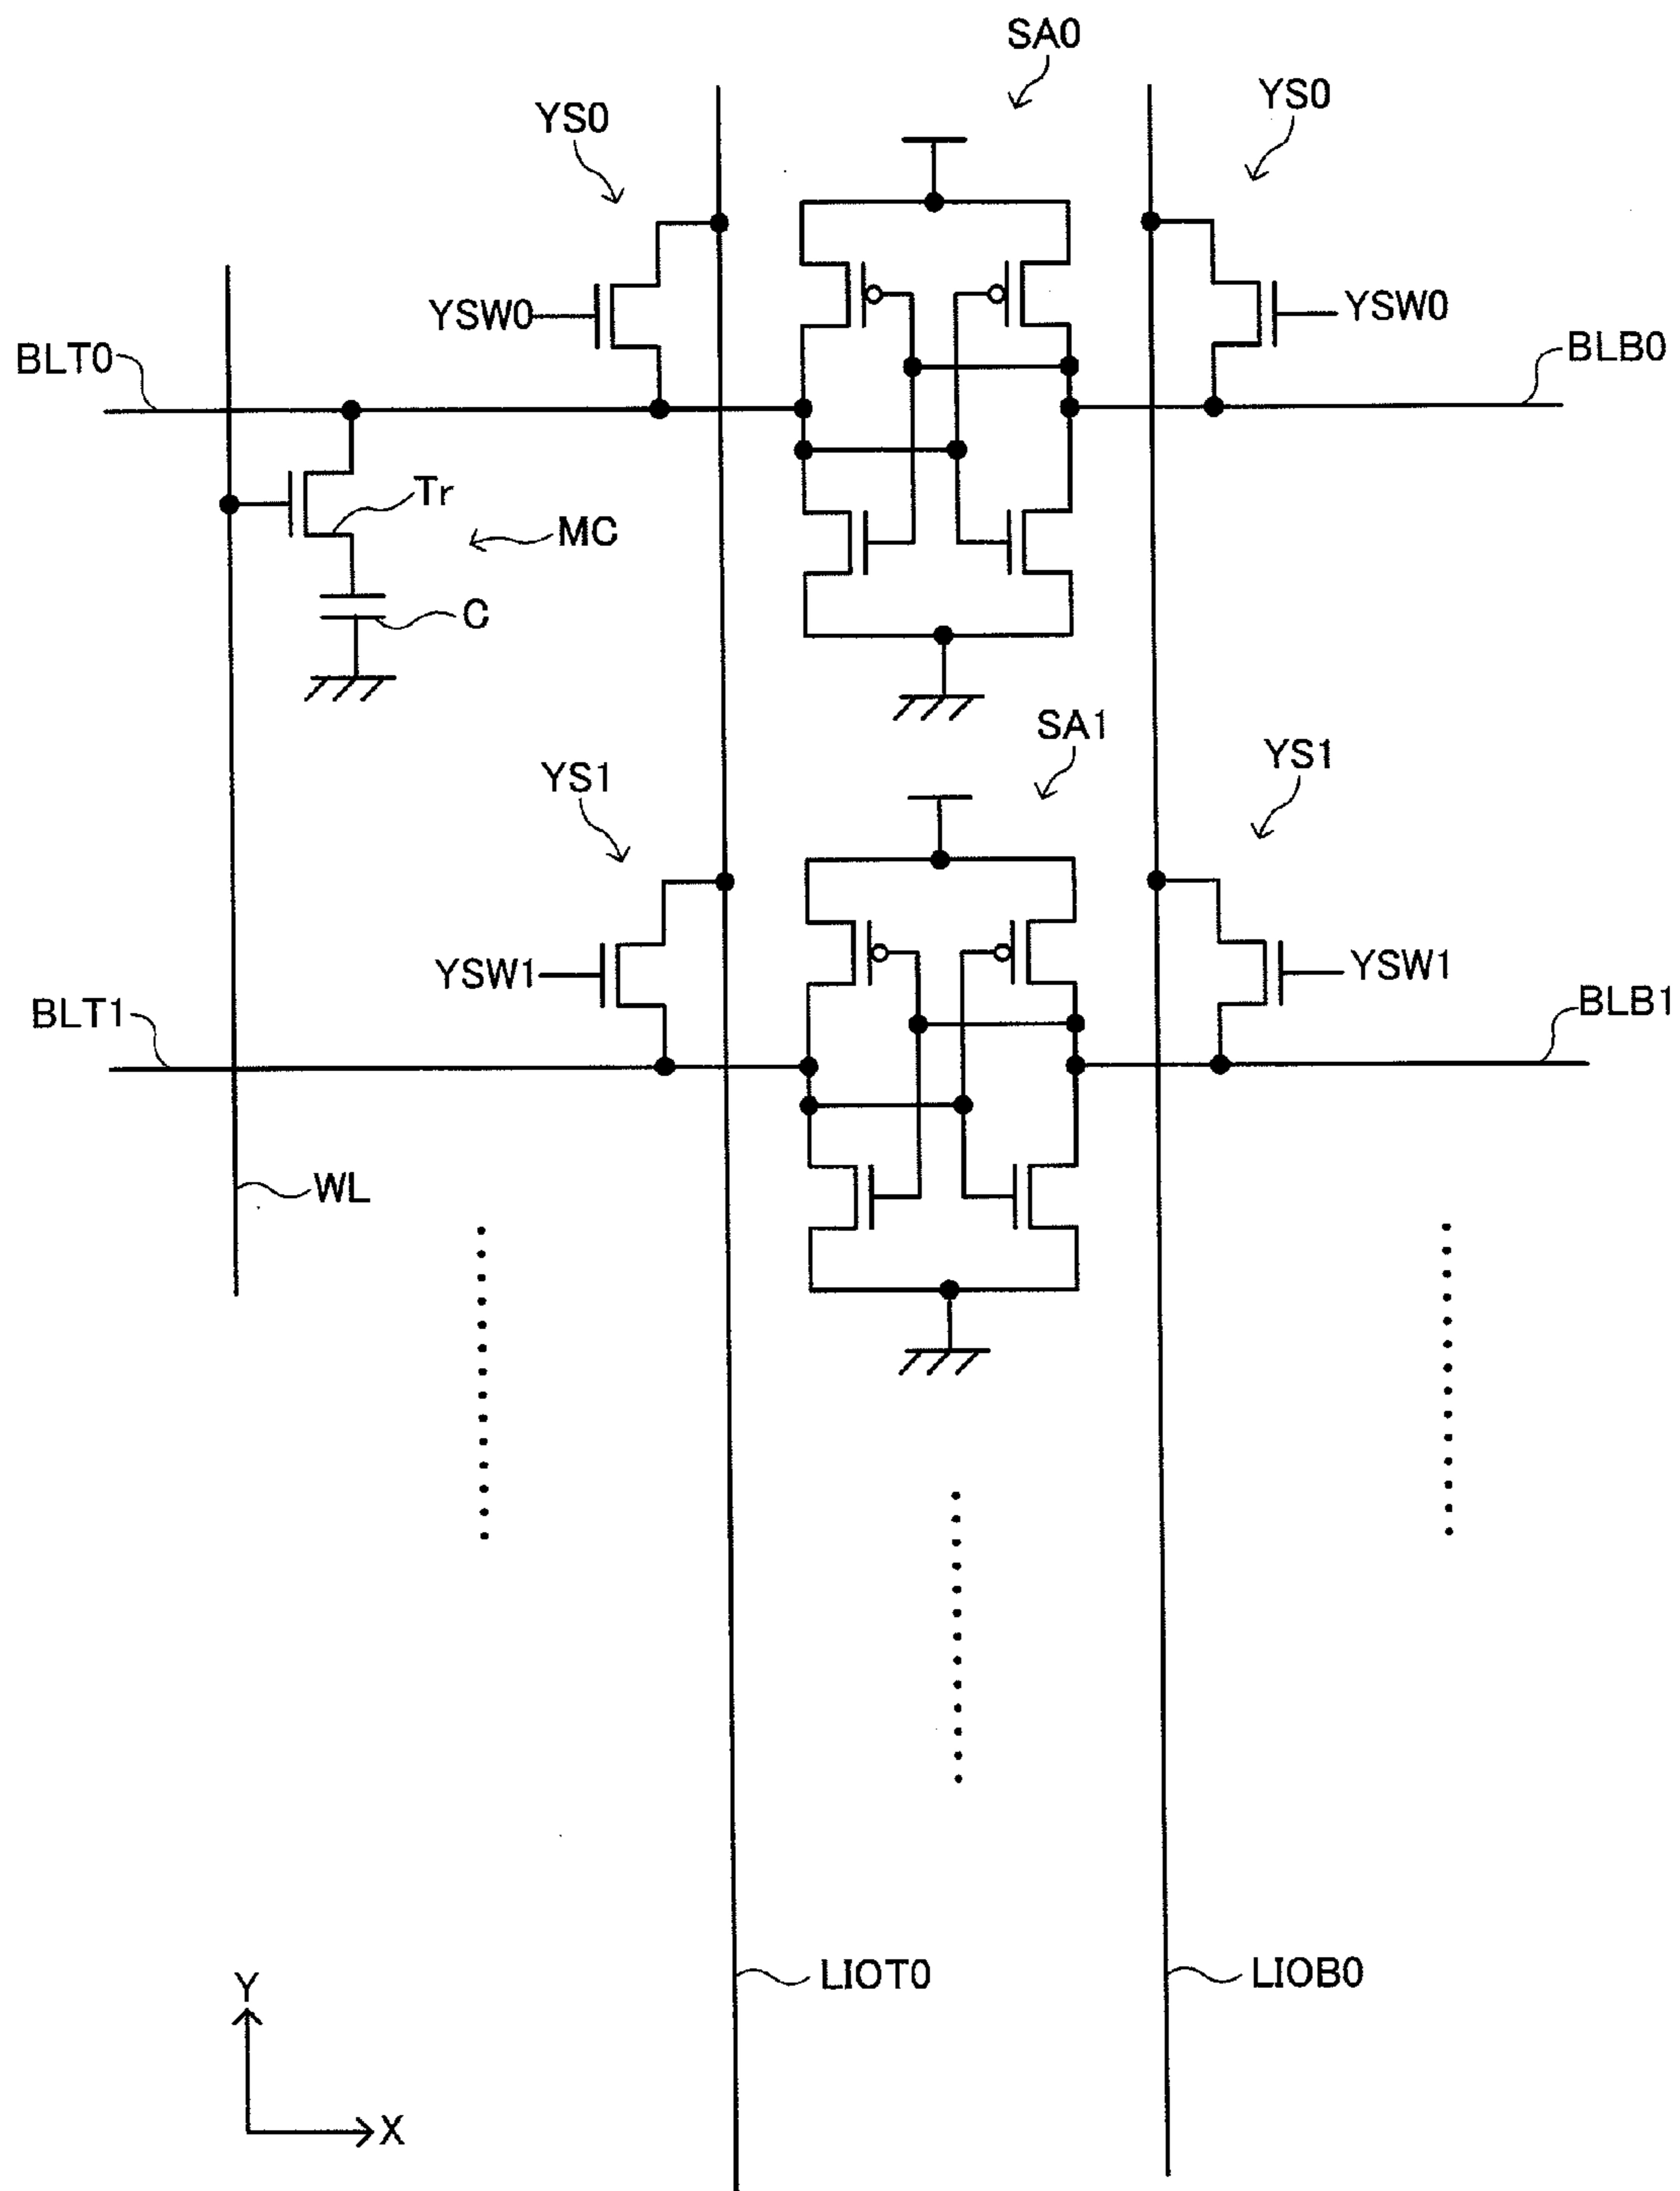 SA0
YS0
YS0
YSW0
YSW0
BLT0
BLB0
Tr
MC
C
SA1
YS1
YS1
YSW1
YSW1
BLT1
BLB1
WL
LIOT0
LIOB0
Y
X